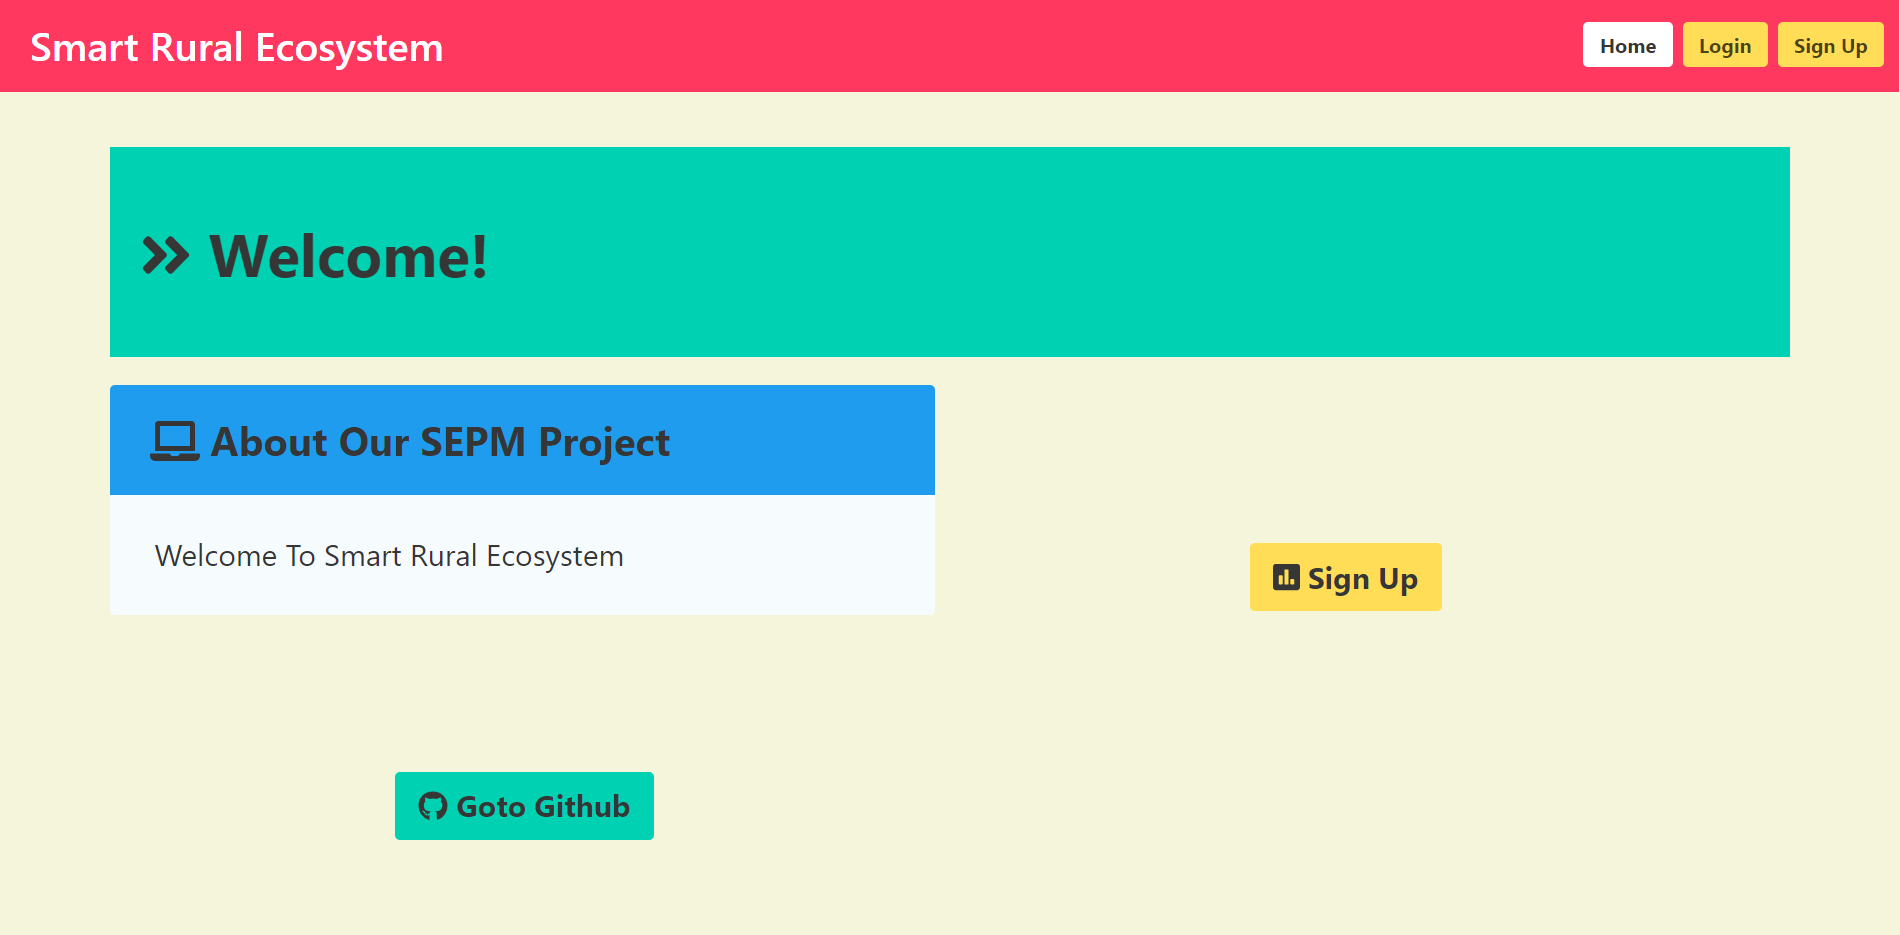 Smart Rural Ecosystem
Home
Login
Sign Up
Welcome!
About Our SEPM Project
Welcome To Smart Rural Ecosystem
Sign Up
Goto Github